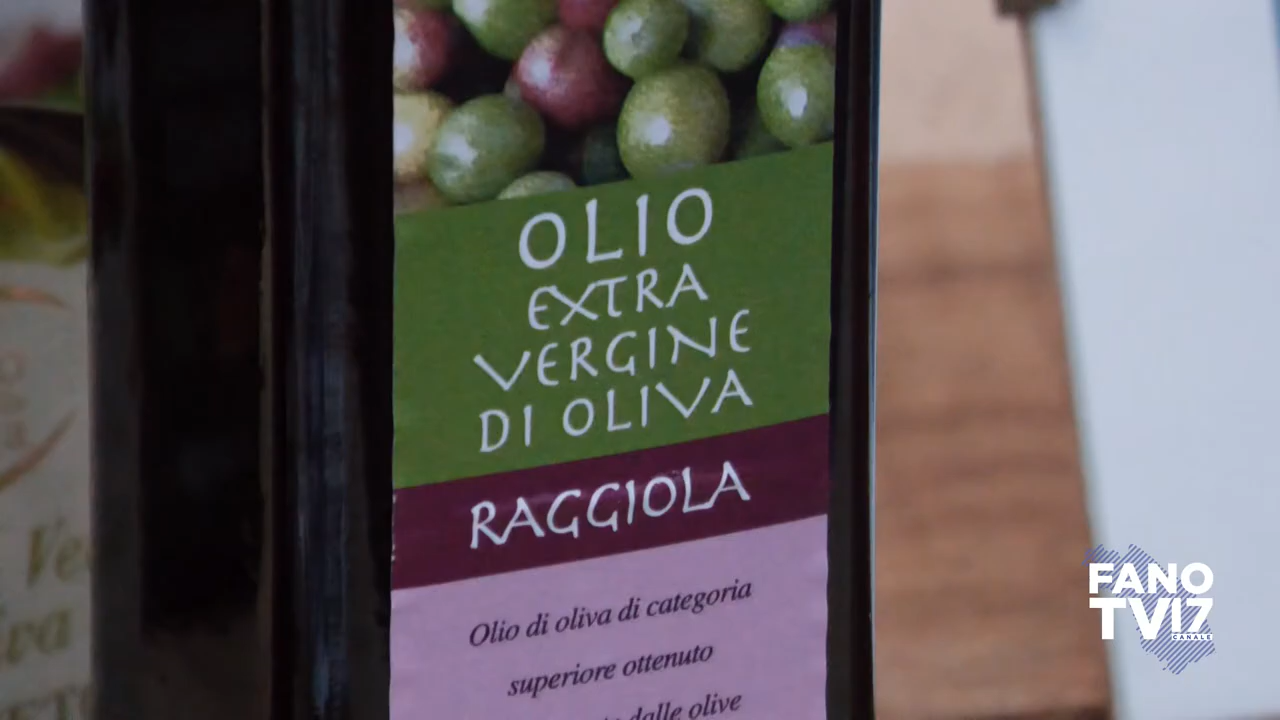 OLIO
EXTRA
VERGINE
DI OLIVA
RAGGIOLA
Olio di oliva di categoria
superiore ottenuto
dalle olive
FANO
TV17
CANALE